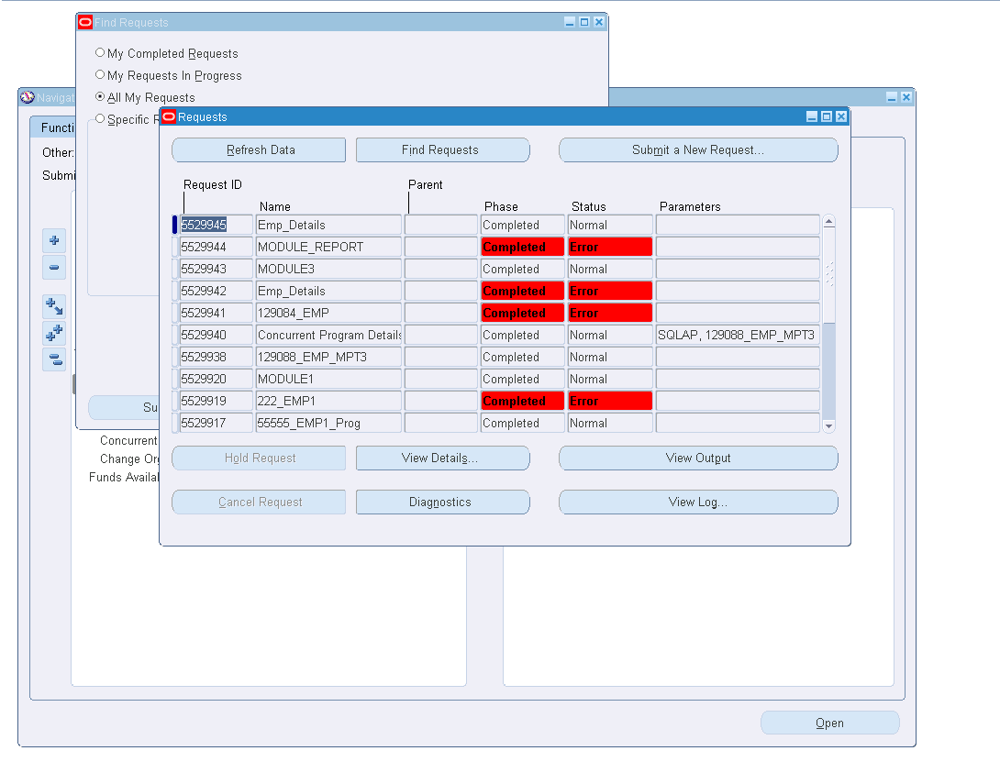 Find Requests
My Completed Requests
My Requests In Progress
All My Requests
Specific R
Navigat
Functi
Other:
Submi
Su
Concurrent
Change Org
Funds Availal
Requests
Refresh Data Find Requests Submit a New Request...
Request ID Parent
Name Phase Status Parameters
5529945 Emp_Details Completed Normal
5529944 MODULE_REPORT Completed Error
5529943 MODULE3 Completed Normal
5529942 Emp_Details Completed Error
5529941 129084_EMP Completed Error
5529940 Concurrent Program Details Completed Normal SQLAP, 129088_EMP_MPT3
5529938 129088_EMP_MPT3 Completed Normal
5529920 MODULE1 Completed Normal
5529919 222_EMP1 Completed Error
5529917 55555_EMP1_Prog Completed Normal
Hold Request View Details... View Output
Cancel Request Diagnostics View Log...
Open